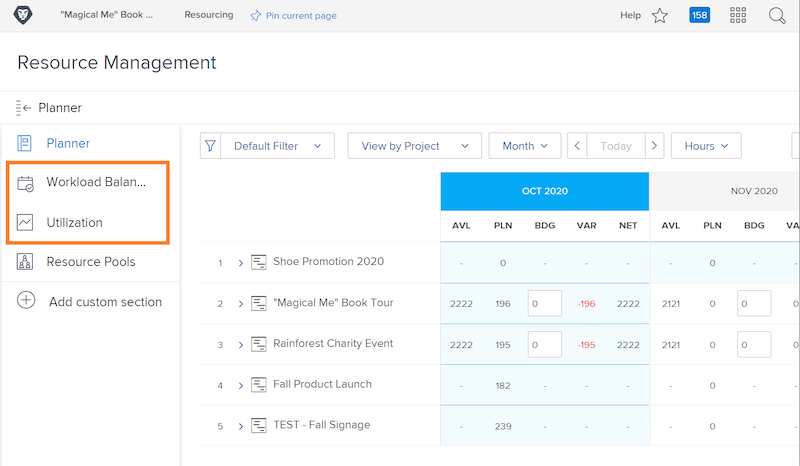 "Magical Me" Book ... Resourcing Pin current page Help 158
Resource Management
Planner
Planner
Workload Balan...
Utilization
Resource Pools
Add custom section
Default Filter View by Project Month Today Hours
OCT 2020 NOV 2020
AVL PLN BDG VAR NET AVL PLN BDG VA
1 Shoe Promotion 2020 - 0 - - - - 0 - -
2 "Magical Me" Book Tour 2222 196 0 -196 2222 2121 0 0
3 Rainforest Charity Event 2222 195 0 -195 2222 2121 0 0
4 Fall Product Launch - 182 - - - - 0 - -
5 TEST - Fall Signage - 239 - - - - 0 - -